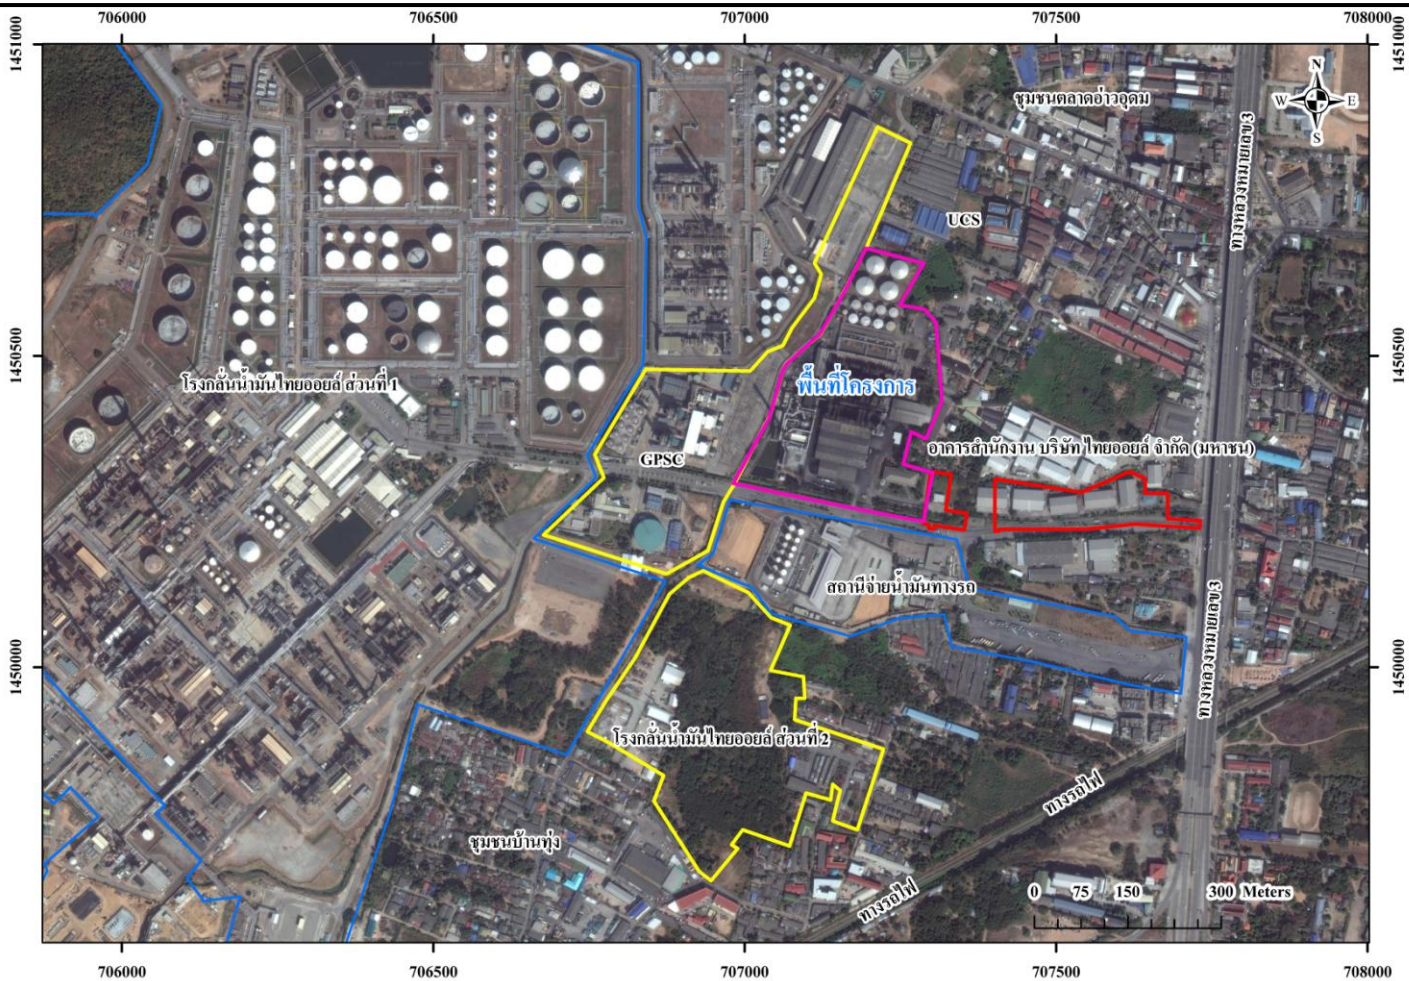 706000 706500 707000 707500 708000
1451000 1451000
N
W E
S
ชุมชนตลาดอ่าวอุดม
ทางหลวงหมายเลข3
UCS
1450500 1450500
โรงกลั่นน้ำมันไทยออยล์ ส่วนที่ 1
พื้นที่โครงการ
อาคารสำนักงาน บริษัท ไทยออยล์ จำกัด (มหาชน)
GPSC
สถานีจ่ายน้ำมันทางรถ
ทางหลวงหมายเลข3
1450000 1450000
โรงกลั่นน้ำมันไทยออยล์ ส่วนที่ 2
ทางรถไฟ
ชุมชนบ้านทุ่ง
ทางรถไฟ
0 75 150 300 Meters
706000 706500 707000 707500 708000